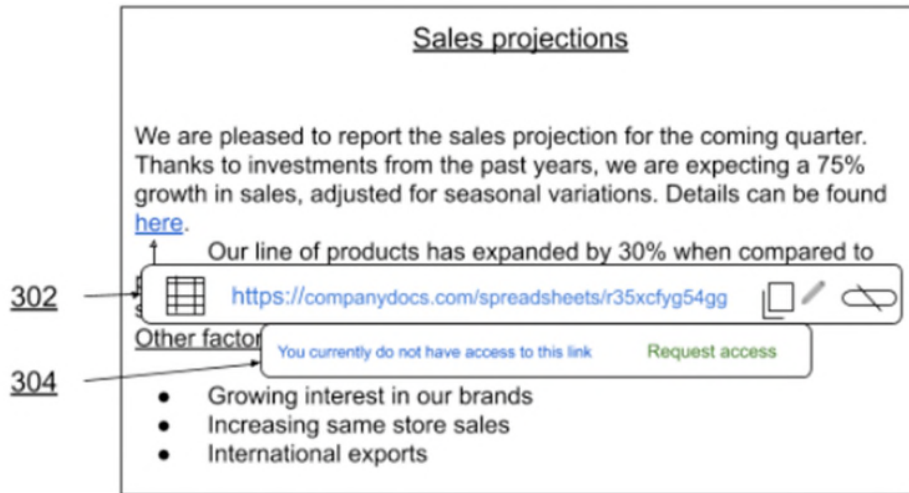 Sales projections
We are pleased to report the sales projection for the coming quarter.
Thanks to investments from the past years, we are expecting a 75%
growth in sales, adjusted for seasonal variations. Details can be found
here.
Our line of products has expanded by 30% when compared to
302
https://companydocs.com/spreadsheets/r35xcfyg54gg
Other factor
You currently do not have access to this link Request access
304
Growing interest in our brands
Increasing same store sales
International exports